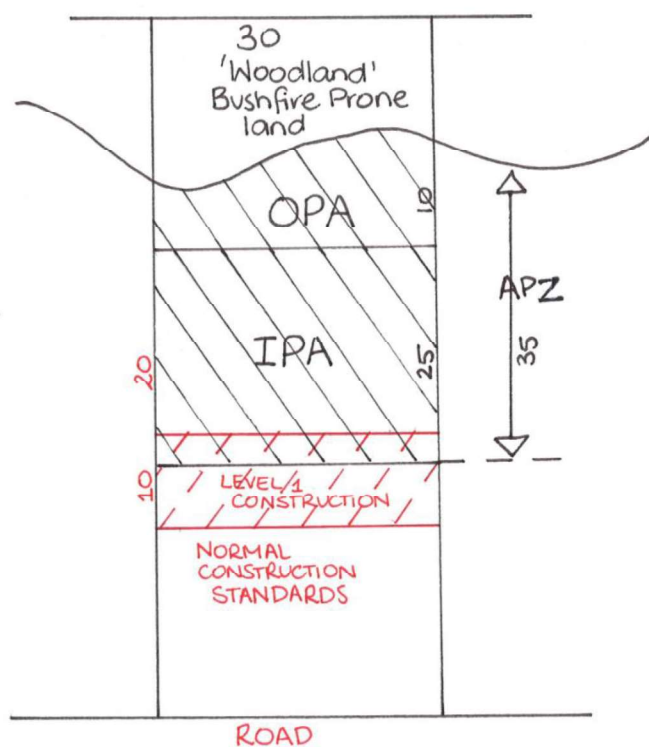 30
'Woodland'
Bushfire Prone
land
OPA
10
APZ
IPA
20
25
35
10
LEVEL 1
CONSTRUCTION
NORMAL
CONSTRUCTION
STANDARDS
ROAD